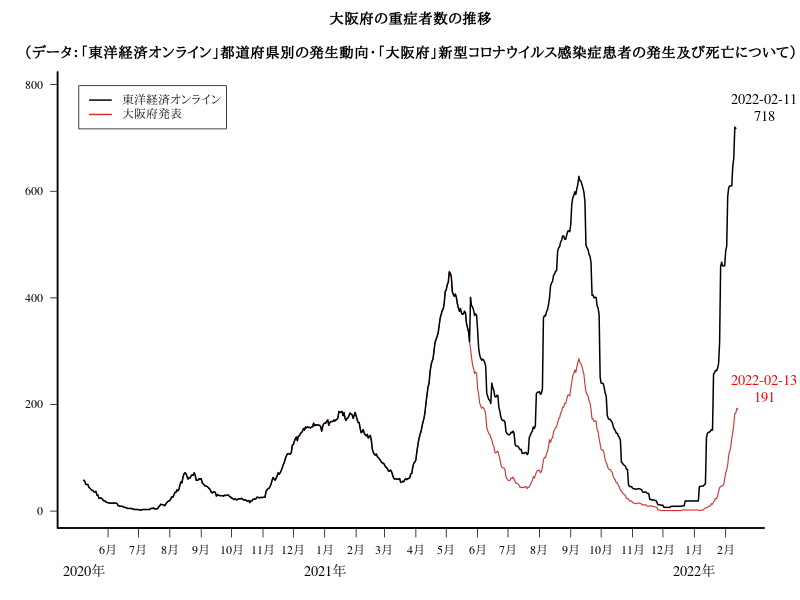 大阪府の重症者数の推移
（データ：「東洋経済オンライン」都道府県別の発生動向・「大阪府」新型コロナウイルス感染症患者の発生及び死亡について）
800
600
400
200
0
東洋経済オンライン
大阪府発表
2022-02-11
718
2022-02-13
191
6月 7月 8月 9月 10月 11月 12月 1月 2月 3月 4月 5月 6月 7月 8月 9月 10月 11月 12月 1月 2月
2020年 2021年 2022年